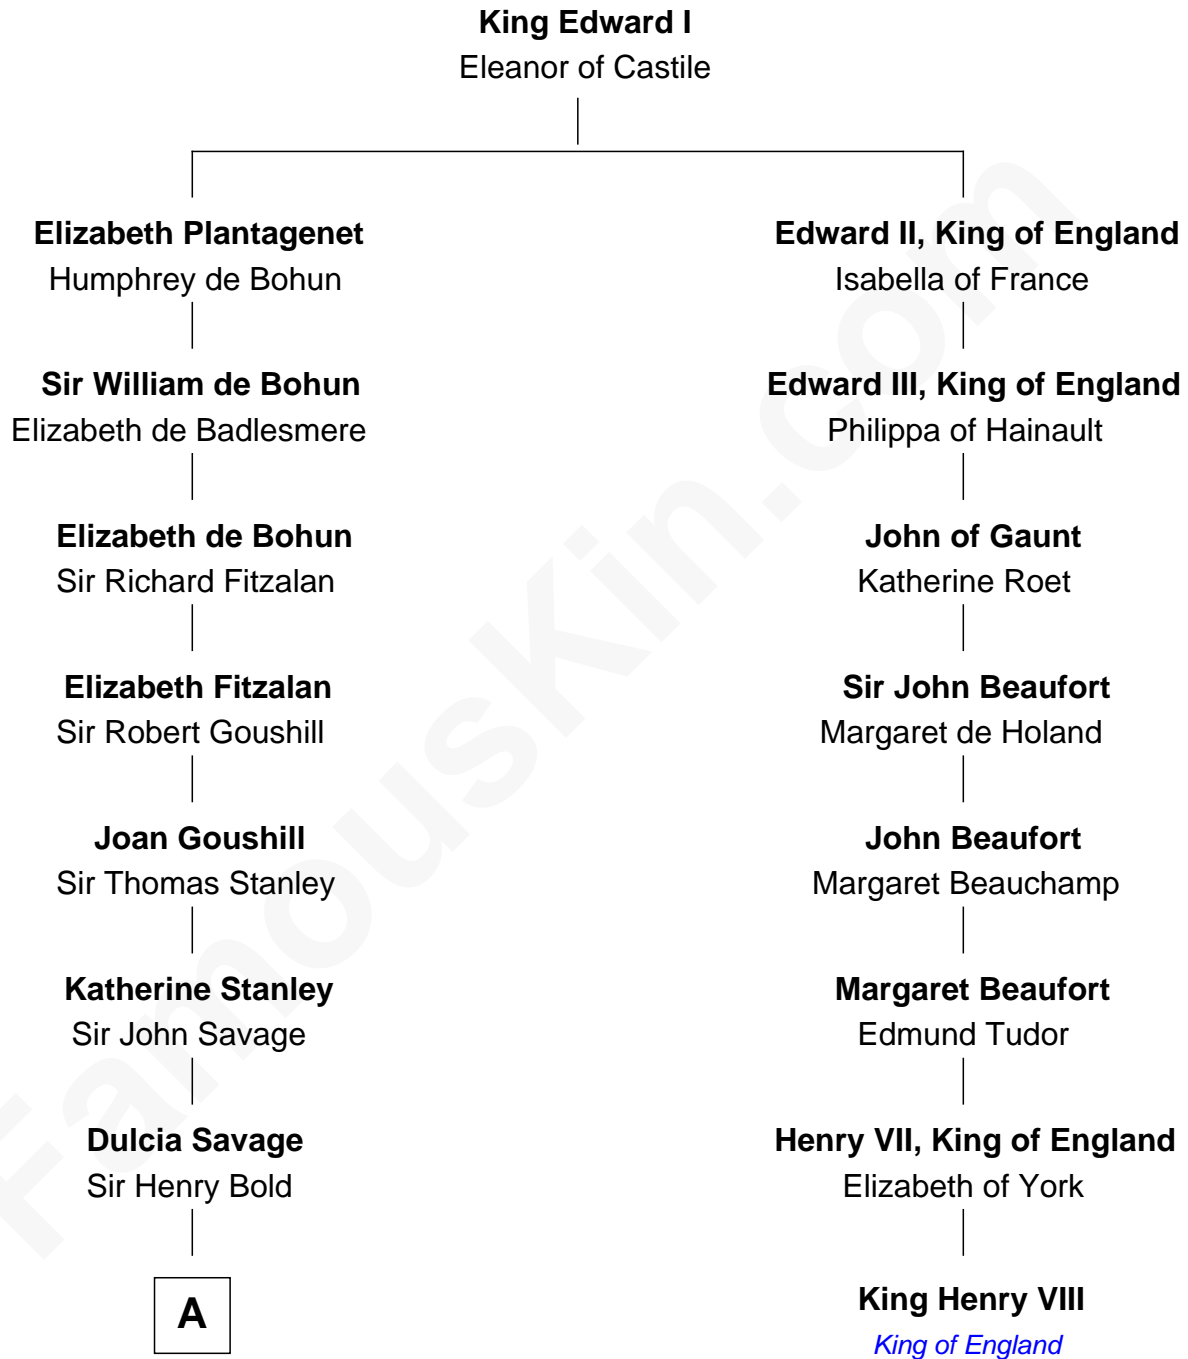 King Edward I
Eleanor of Castile
Elizabeth Plantagenet
Humphrey de Bohun
Edward II, King of England
Isabella of France
Sir William de Bohun
Elizabeth de Badlesmere
Edward III, King of England
Philippa of Hainault
Elizabeth de Bohun
Sir Richard Fitzalan
John of Gaunt
Katherine Roet
Elizabeth Fitzalan
Sir Robert Goushill
Sir John Beaufort
Margaret de Holand
Joan Goushill
Sir Thomas Stanley
John Beaufort
Margaret Beauchamp
Katherine Stanley
Sir John Savage
Margaret Beaufort
Edmund Tudor
Dulcia Savage
Sir Henry Bold
Henry VII, King of England
Elizabeth of York
A
King Henry VIII
King of England
FamousKin.com